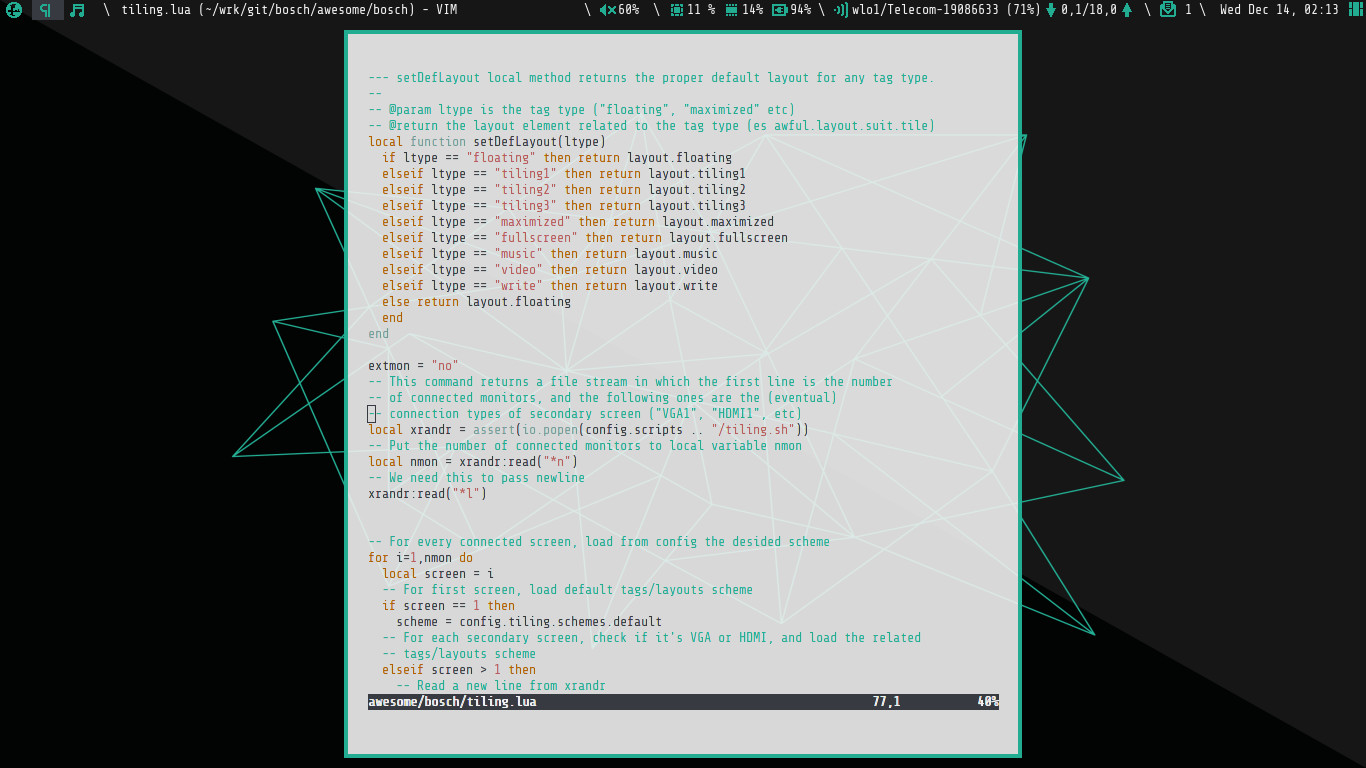 \ tiling.lua (~/wrk/git/bosch/awesome/bosch) - VIM \ 60% \ 11 % 14% 94% \ wlo1/Telecom-19086633 (71%) 0,1/18,0 \ 1 \ Wed Dec 14, 02:13
--- setDefLayout local method returns the proper default layout for any tag type.
--
-- @param ltype is the tag type ("floating", "maximized" etc)
-- @return the layout element related to the tag type (es awful.layout.suit.tile)
local function setDefLayout(ltype)
  if ltype == "floating" then return layout.floating
  elseif ltype == "tiling1" then return layout.tiling1
  elseif ltype == "tiling2" then return layout.tiling2
  elseif ltype == "tiling3" then return layout.tiling3
  elseif ltype == "maximized" then return layout.maximized
  elseif ltype == "fullscreen" then return layout.fullscreen
  elseif ltype == "music" then return layout.music
  elseif ltype == "video" then return layout.video
  elseif ltype == "write" then return layout.write
  else return layout.floating
  end
end
extmon = "no"
-- This command returns a file stream in which the first line is the number
-- of connected monitors, and the following ones are the (eventual)
-- connection types of secondary screen ("VGA1", "HDMI1", etc)
local xrandr = assert(io.popen(config.scripts .. "/tiling.sh"))
-- Put the number of connected monitors to local variable nmon
local nmon = xrandr:read("*n")
-- We need this to pass newline
xrandr:read("*l")
-- For every connected screen, load from config the desided scheme
for i=1,nmon do
  local screen = i
  -- For first screen, load default tags/layouts scheme
  if screen == 1 then
    scheme = config.tiling.schemes.default
  -- For each secondary screen, check if it's VGA or HDMI, and load the related
  -- tags/layouts scheme
  elseif screen > 1 then
    -- Read a new line from xrandr
awesome/bosch/tiling.lua 77,1 40%